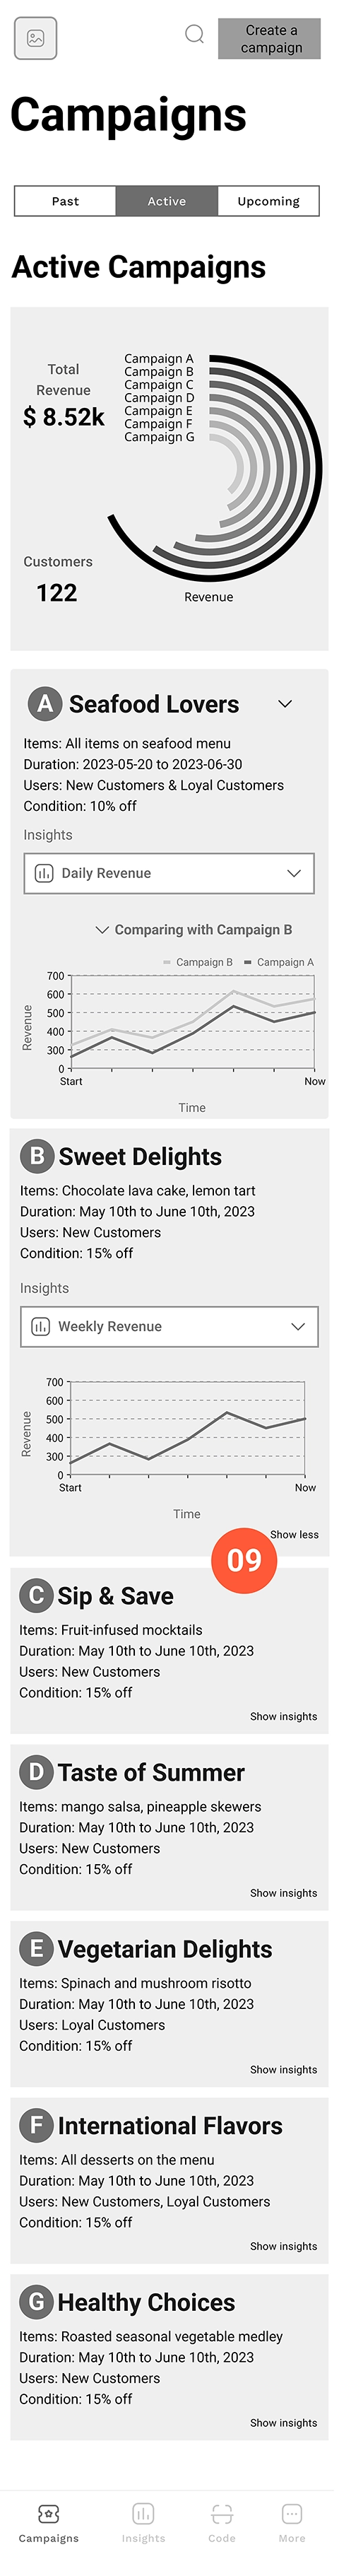 Create a
campaign
Campaigns
Past
Active
Upcoming
Active Campaigns
Total
Revenue
$ 8.52k
Customers
122
Campaign A
Campaign B
Campaign C
Campaign D
Campaign E
Campaign F
Campaign G
Revenue
A Seafood Lovers
Items: All items on seafood menu
Duration: 2023-05-20 to 2023-06-30
Users: New Customers & Loyal Customers
Condition: 10% off
Insights
Daily Revenue
Comparing with Campaign B
Campaign B
Campaign A
700
600
500
400
300
0
Revenue
Start
Now
Time
B Sweet Delights
Items: Chocolate lava cake, lemon tart
Duration: May 10th to June 10th, 2023
Users: New Customers
Condition: 15% off
Insights
Weekly Revenue
700
600
500
400
300
0
Revenue
Start
Now
Time
Show less
09
C Sip & Save
Items: Fruit-infused mocktails
Duration: May 10th to June 10th, 2023
Users: New Customers
Condition: 15% off
Show insights
D Taste of Summer
Items: mango salsa, pineapple skewers
Duration: May 10th to June 10th, 2023
Users: New Customers
Condition: 15% off
Show insights
E Vegetarian Delights
Items: Spinach and mushroom risotto
Duration: May 10th to June 10th, 2023
Users: Loyal Customers
Condition: 15% off
Show insights
F International Flavors
Items: All desserts on the menu
Duration: May 10th to June 10th, 2023
Users: New Customers, Loyal Customers
Condition: 15% off
Show insights
G Healthy Choices
Items: Roasted seasonal vegetable medley
Duration: May 10th to June 10th, 2023
Users: New Customers
Condition: 15% off
Show insights
Campaigns
Insights
Code
More